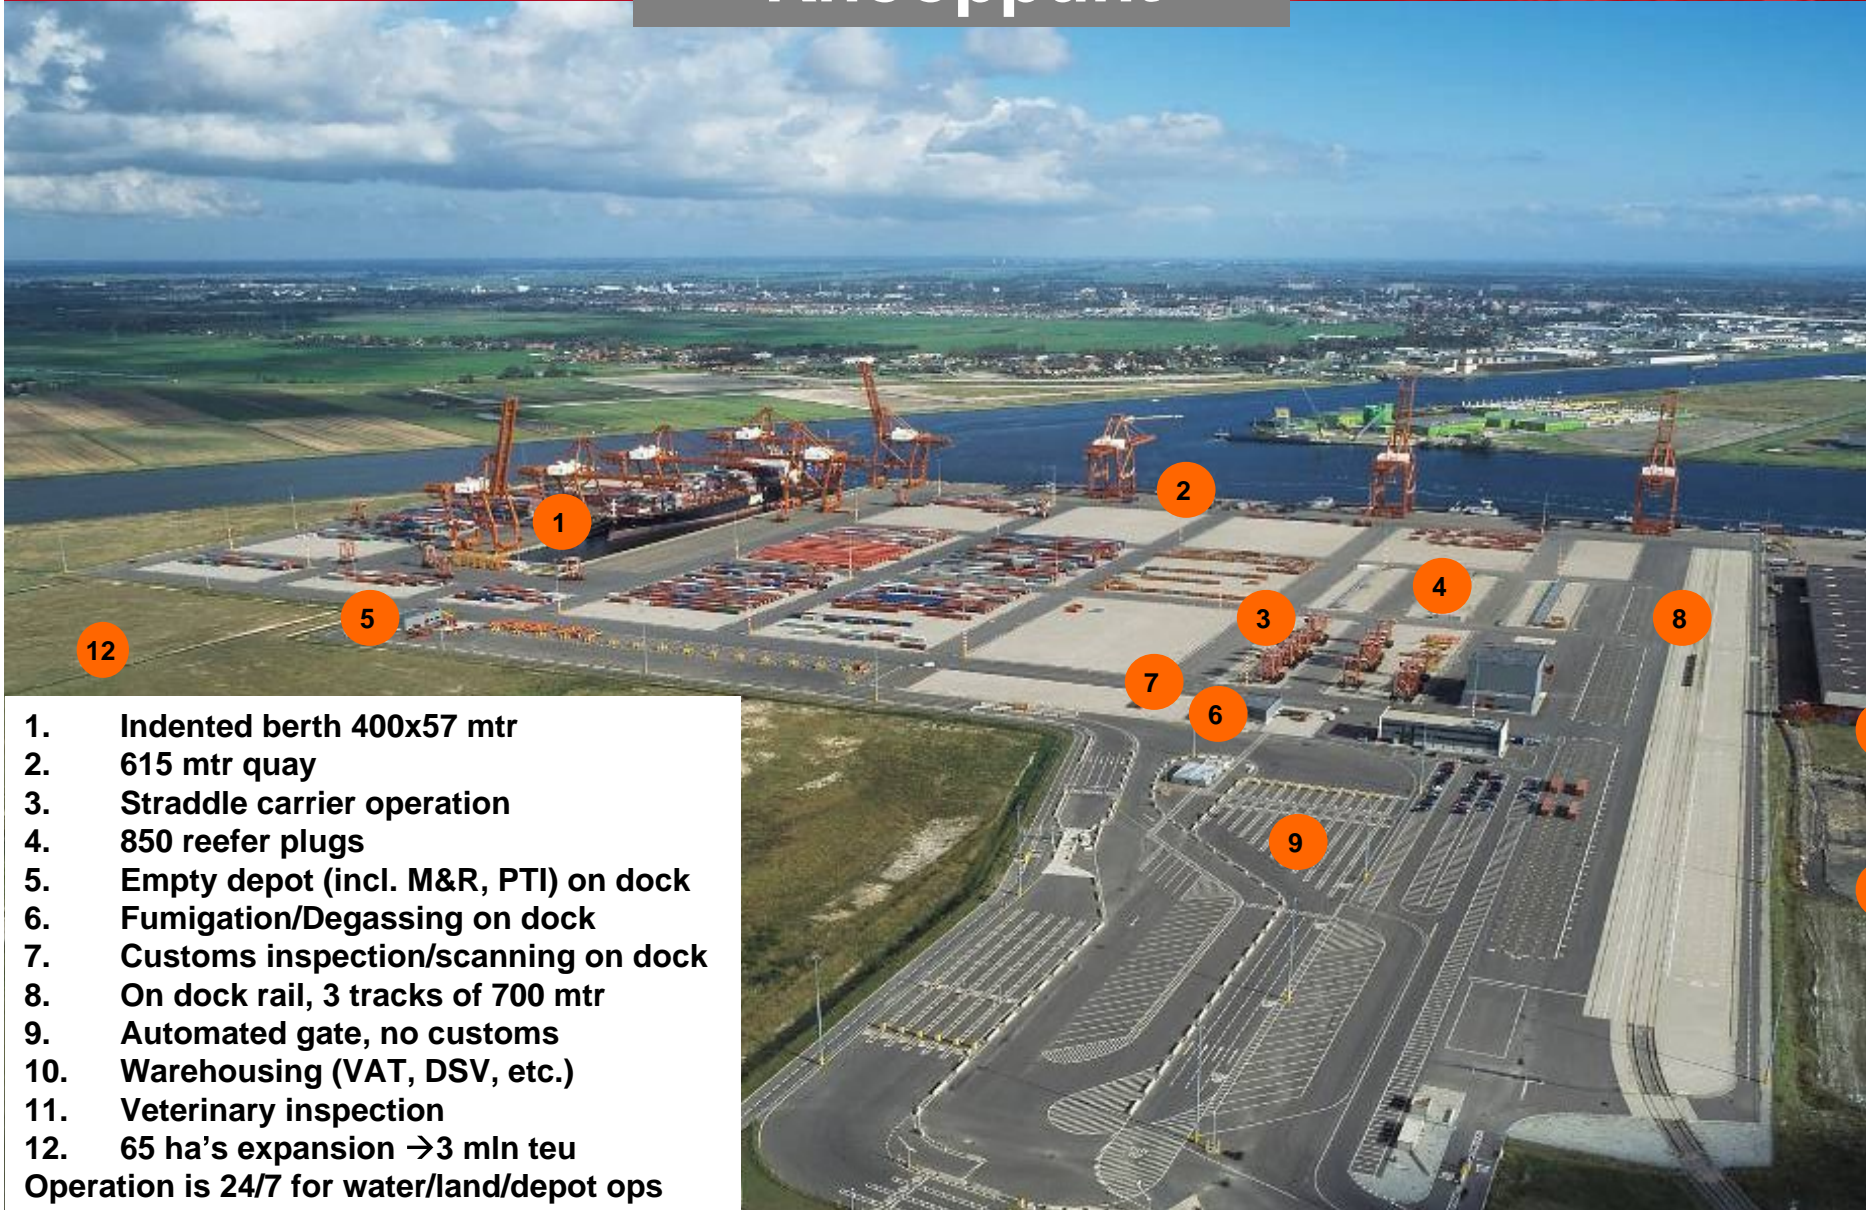 1
2
3
4
5
6
7
8
9
12
1. Indented berth 400x57 mtr
2. 615 mtr quay
3. Straddle carrier operation
4. 850 reefer plugs
5. Empty depot (incl. M&R, PTI) on dock
6. Fumigation/Degassing on dock
7. Customs inspection/scanning on dock
8. On dock rail, 3 tracks of 700 mtr
9. Automated gate, no customs
10. Warehousing (VAT, DSV, etc.)
11. Veterinary inspection
12. 65 ha's expansion →3 mln teu
Operation is 24/7 for water/land/depot ops